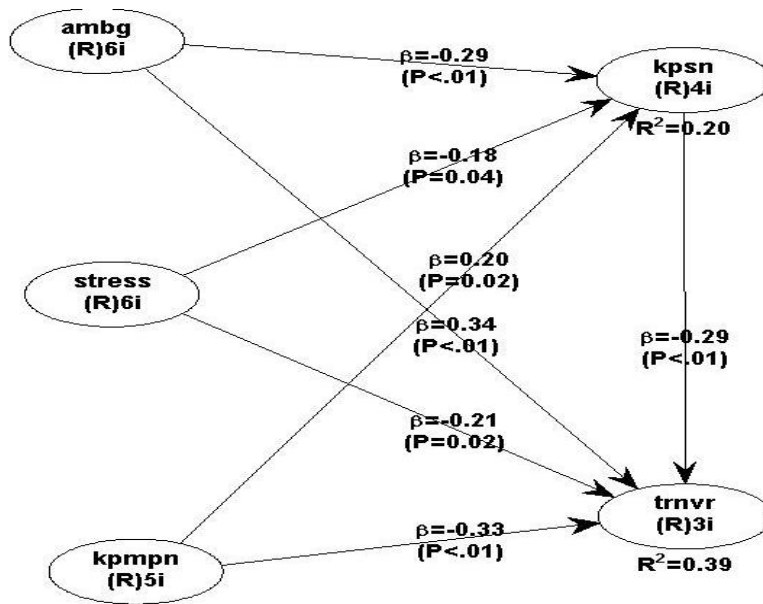 ambg
(R)6i
β=-0.29
(P<.01)
kpsn
(R)4i
R²=0.20
β=-0.18
(P=0.04)
stress
(R)6i
β=0.20
(P=0.02)
β=0.34
(P<.01)
β=-0.29
(P<.01)
β=-0.21
(P=0.02)
trnvr
(R)3i
R²=0.39
kpmpn
(R)5i
β=-0.33
(P<.01)